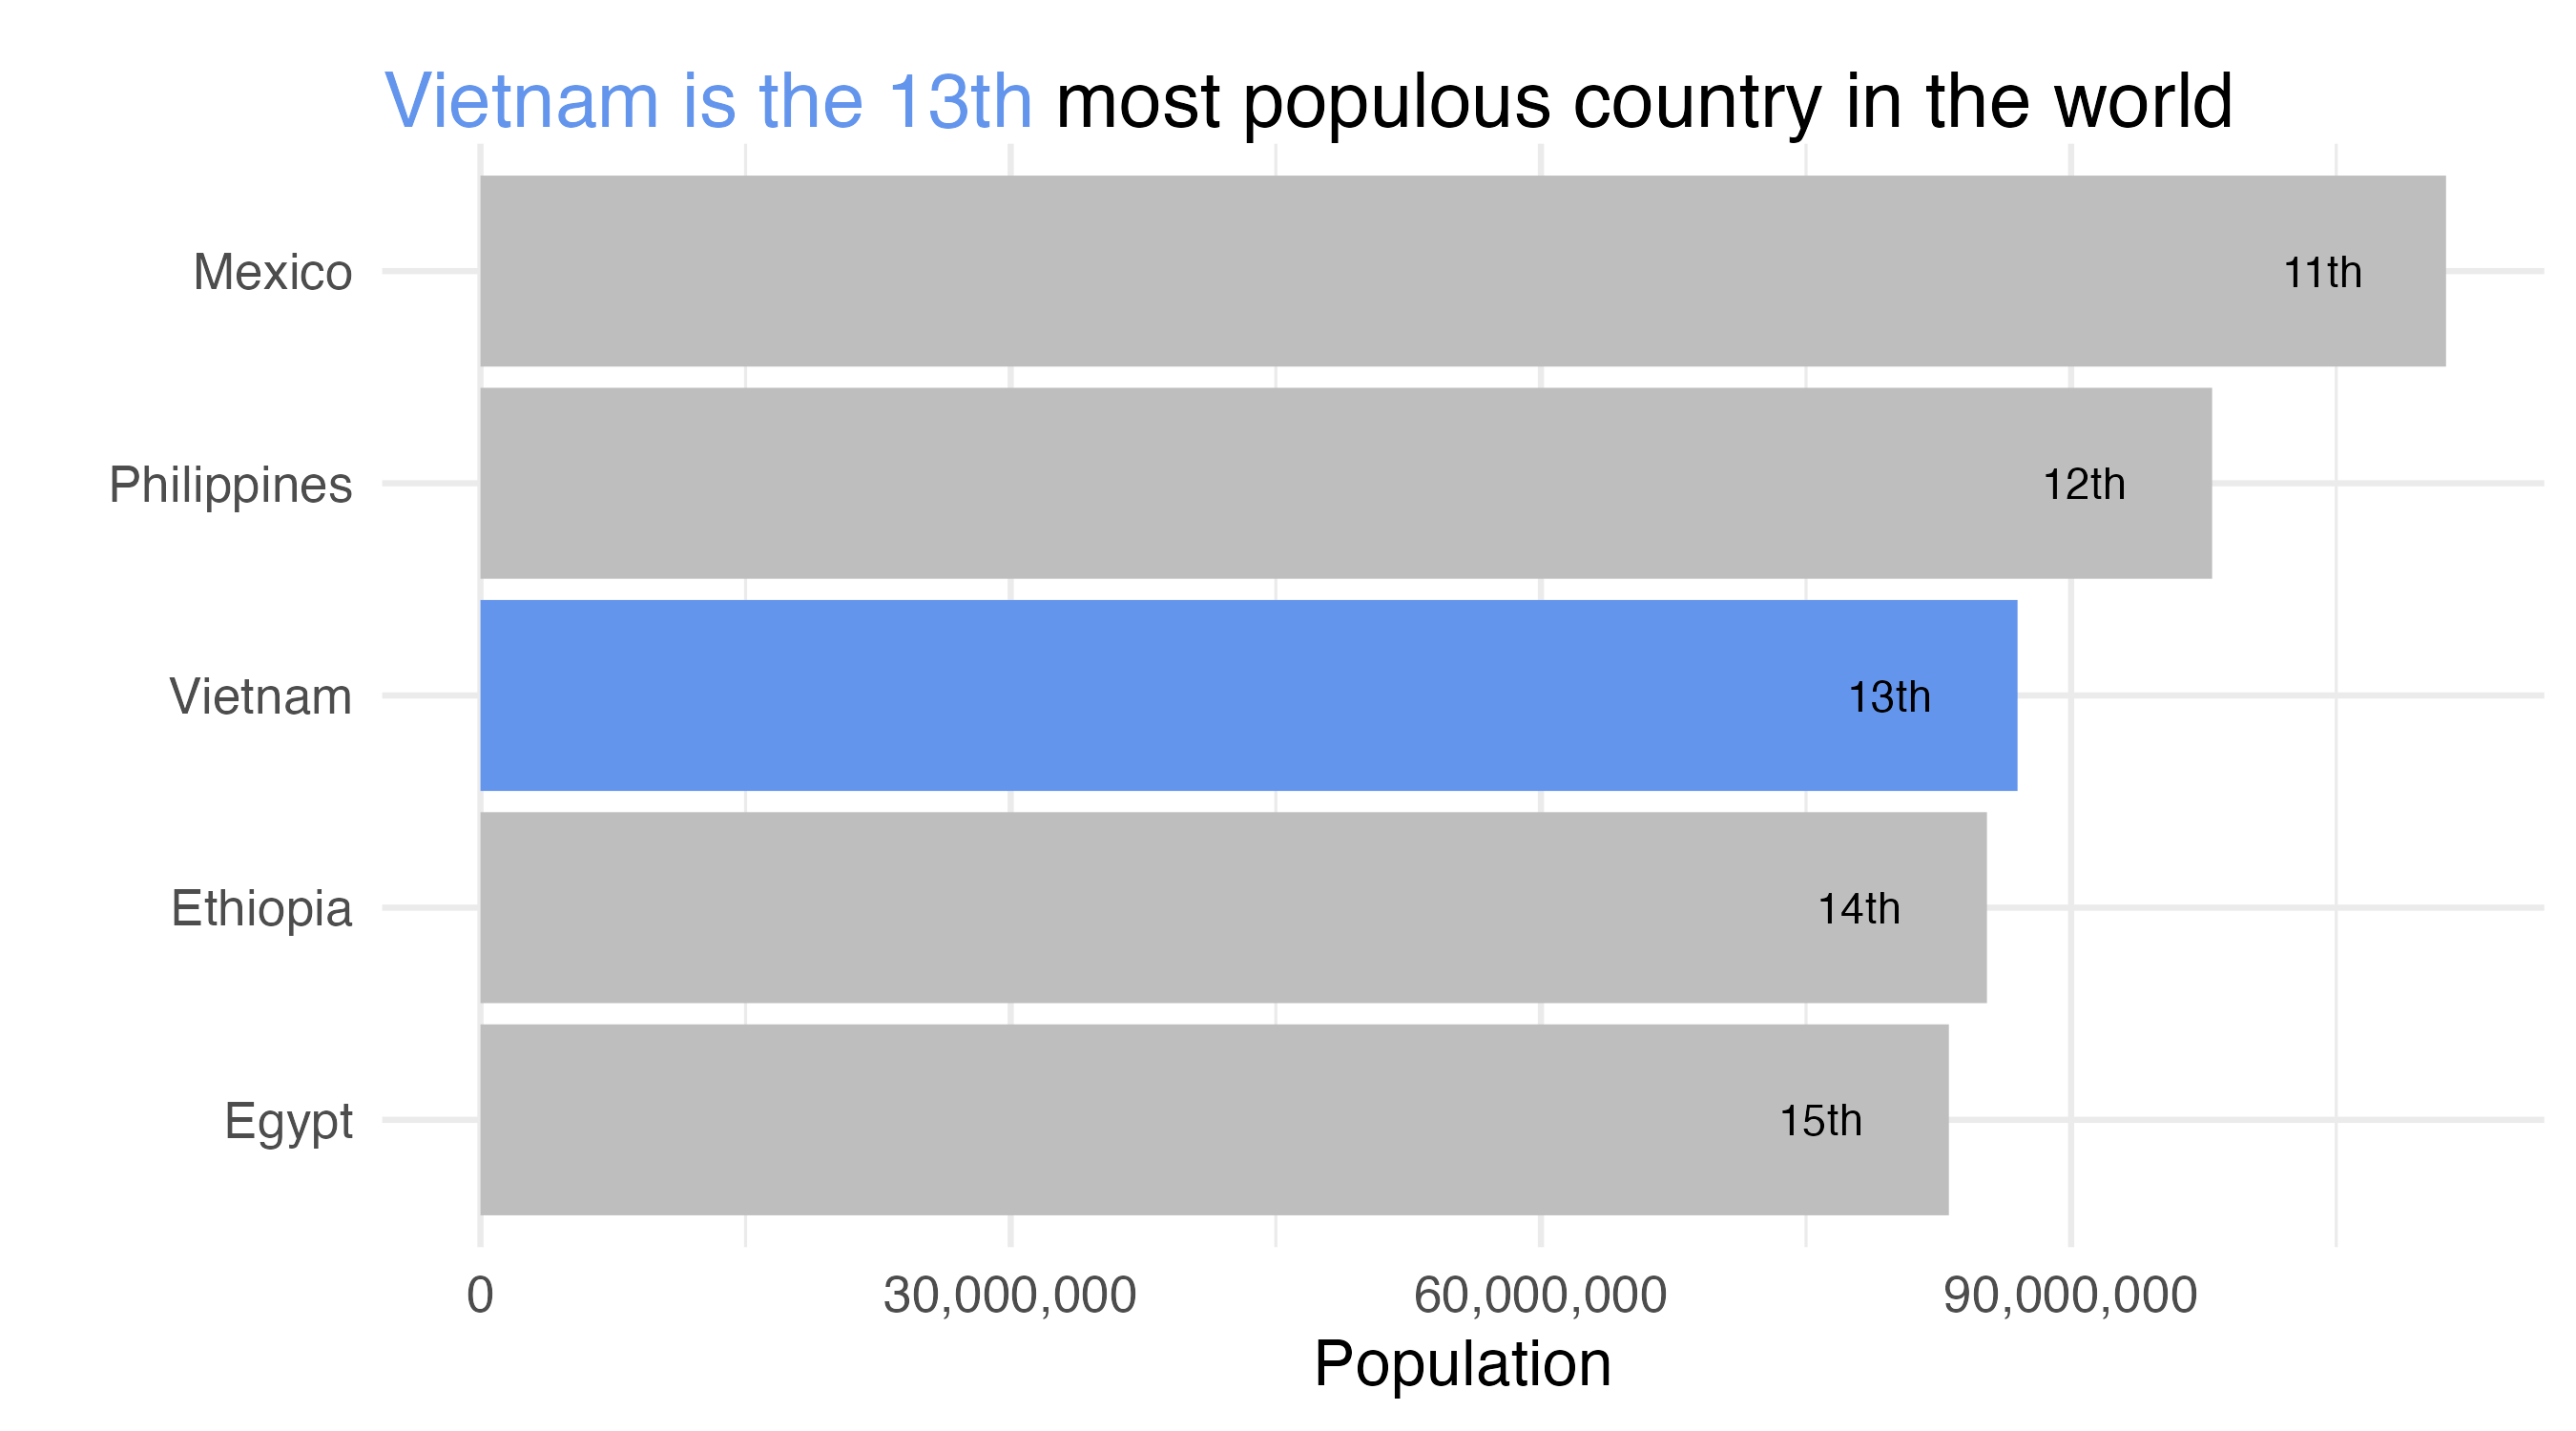 Vietnam is the 13th most populous country in the world
Mexico
11th
Philippines
12th
Vietnam
13th
Ethiopia
14th
Egypt
15th
0 30,000,000 60,000,000 90,000,000
Population